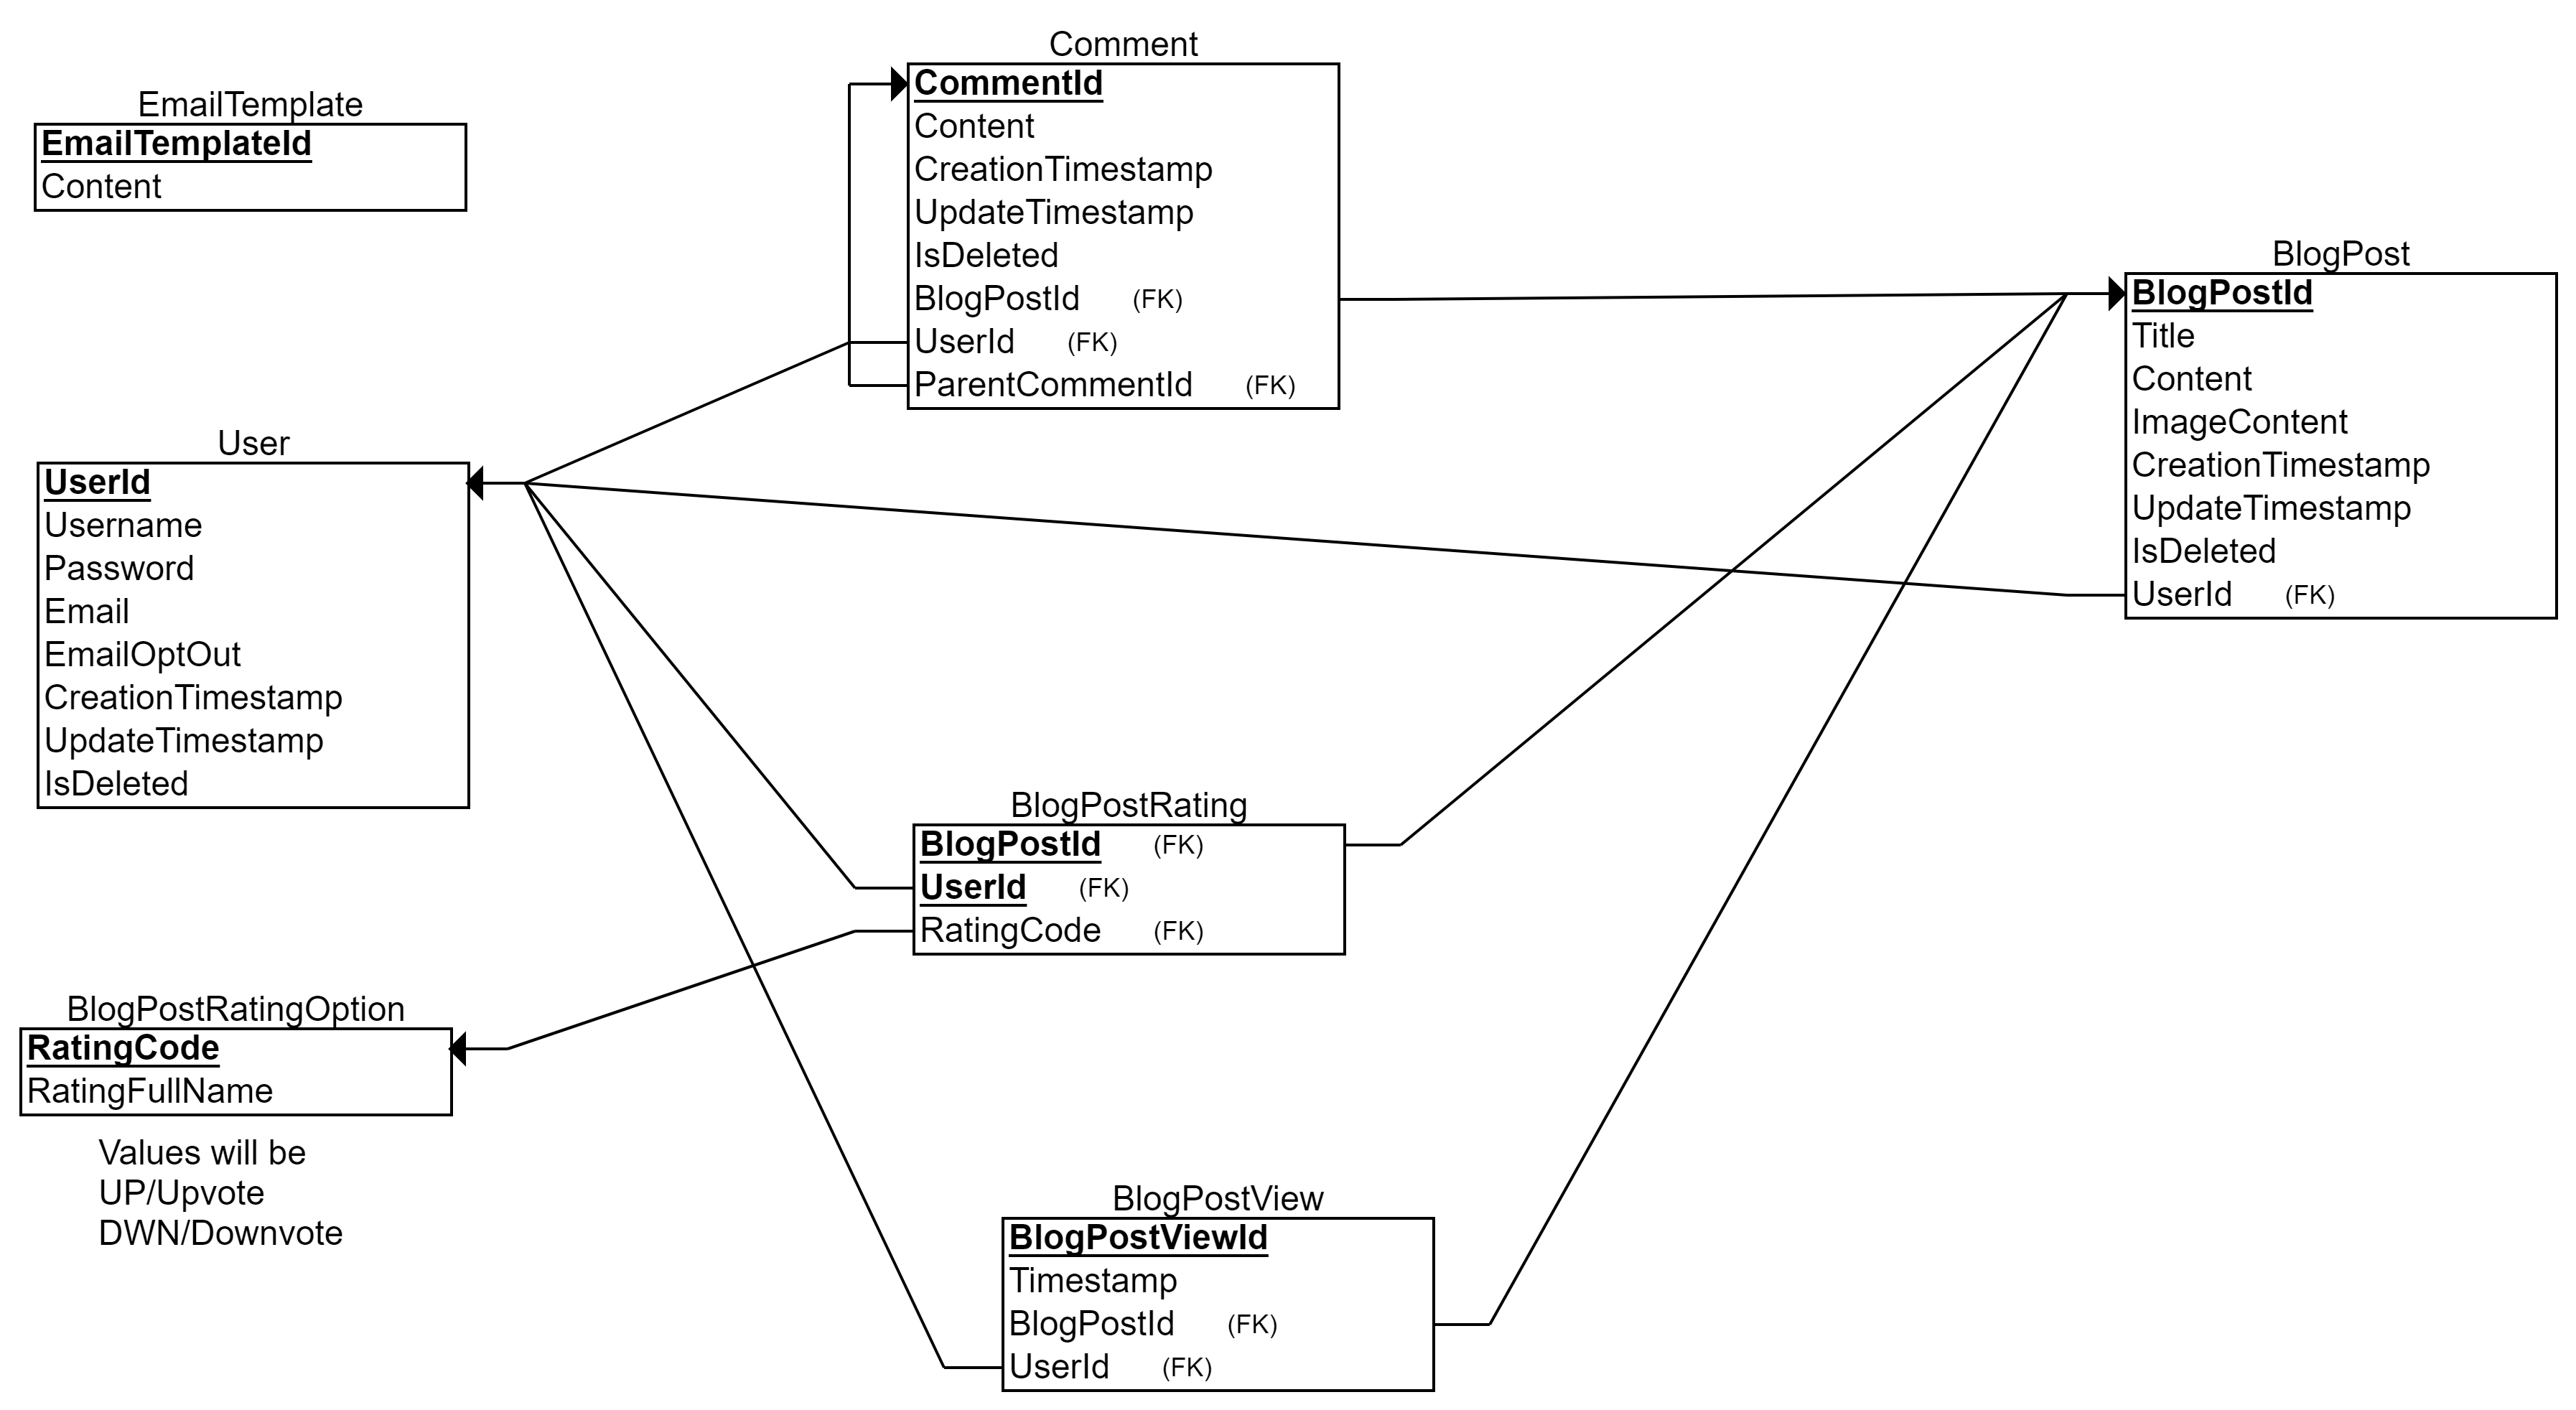 EmailTemplate
EmailTemplateId
Content
User
UserId
Username
Password
Email
EmailOptOut
CreationTimestamp
UpdateTimestamp
IsDeleted
BlogPostRatingOption
RatingCode
RatingFullName
Values will be
UP/Upvote
DWN/Downvote
Comment
CommentId
Content
CreationTimestamp
UpdateTimestamp
IsDeleted
BlogPostId (FK)
UserId (FK)
ParentCommentId (FK)
BlogPostRating
BlogPostId (FK)
UserId (FK)
RatingCode (FK)
BlogPostView
BlogPostViewId
Timestamp
BlogPostId (FK)
UserId (FK)
BlogPost
BlogPostId
Title
Content
ImageContent
CreationTimestamp
UpdateTimestamp
IsDeleted
UserId (FK)